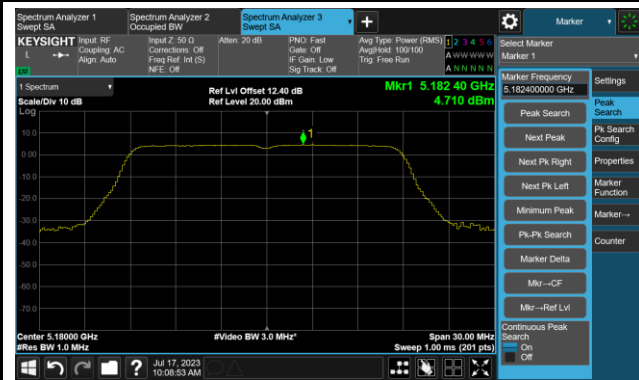 Spectrum Analyzer 1
Swept SA
Spectrum Analyzer 2
Occupied BW
Spectrum Analyzer 3
Swept SA
Marker
KEYSIGHT
L
LXI
Input: RF
Coupling: AC
Align: Auto
Input Z: 50 Ω
Corrections: Off
Freq Ref: Int (S)
NFE: Off
Atten: 20 dB
PNO: Fast
Gate: Off
IF Gain: Low
Sig Track: Off
Avg Type: Power (RMS)
Avg|Hold: 100/100
Trig: Free Run
1 2 3 4 5 6
A W W W W W
A N N N N N
Select Marker
Marker 1
1 Spectrum
Scale/Div 10 dB
Log
Ref Lvl Offset 12.40 dB
Ref Level 20.00 dBm
Mkr1 5.182 40 GHz
4.710 dBm
10.0
0.00
-10.0
-20.0
-30.0
-40.0
-50.0
-60.0
-70.0
1
Center 5.18000 GHz
#Res BW 1.0 MHz
#Video BW 3.0 MHz*
Span 30.00 MHz
Sweep 1.00 ms (201 pts)
Marker Frequency
5.182400000 GHz
Peak Search
Next Peak
Next Pk Right
Next Pk Left
Minimum Peak
Pk-Pk Search
Marker Delta
Mkr→CF
Mkr→Ref Lvl
Continuous Peak
Search
On
Off
Settings
Peak
Search
Pk Search
Config
Properties
Marker
Function
Marker→
Counter
?
Jul 17, 2023
10:08:53 AM